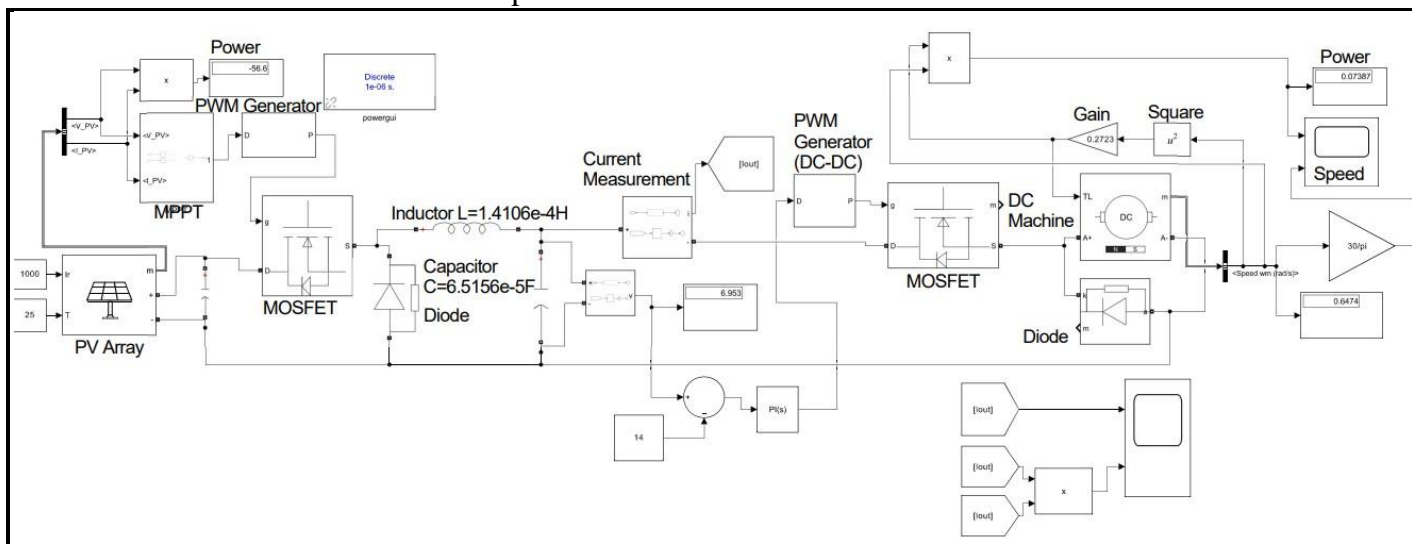 Power
-56.6
x
PWM Generator
Discrete
1e-06 s.
powergui
<V_PV>
<I_PV>
<V_PV>
<I_PV>
1
D
P
MPPT
g
D
S
MOSFET
1000
Ir
25
T
m
+
-
PV Array
Inductor L=1.4106e-4H
Capacitor
C=6.5156e-5F
Diode
Current
Measurement
+
i
-
[Iout]
+
-
v
6.953
14
+
-
PI(s)
PWM
Generator
(DC-DC)
D
P
g
m
D
S
MOSFET
DC
Machine
x
Power
0.07387
Gain
0.2723
Square
u²
Speed
TL
m
DC
A+
A-
N
S
<Speed wm (rad/s)>
30/pi
0.6474
k
a
m
Diode
[Iout]
[Iout]
[Iout]
x